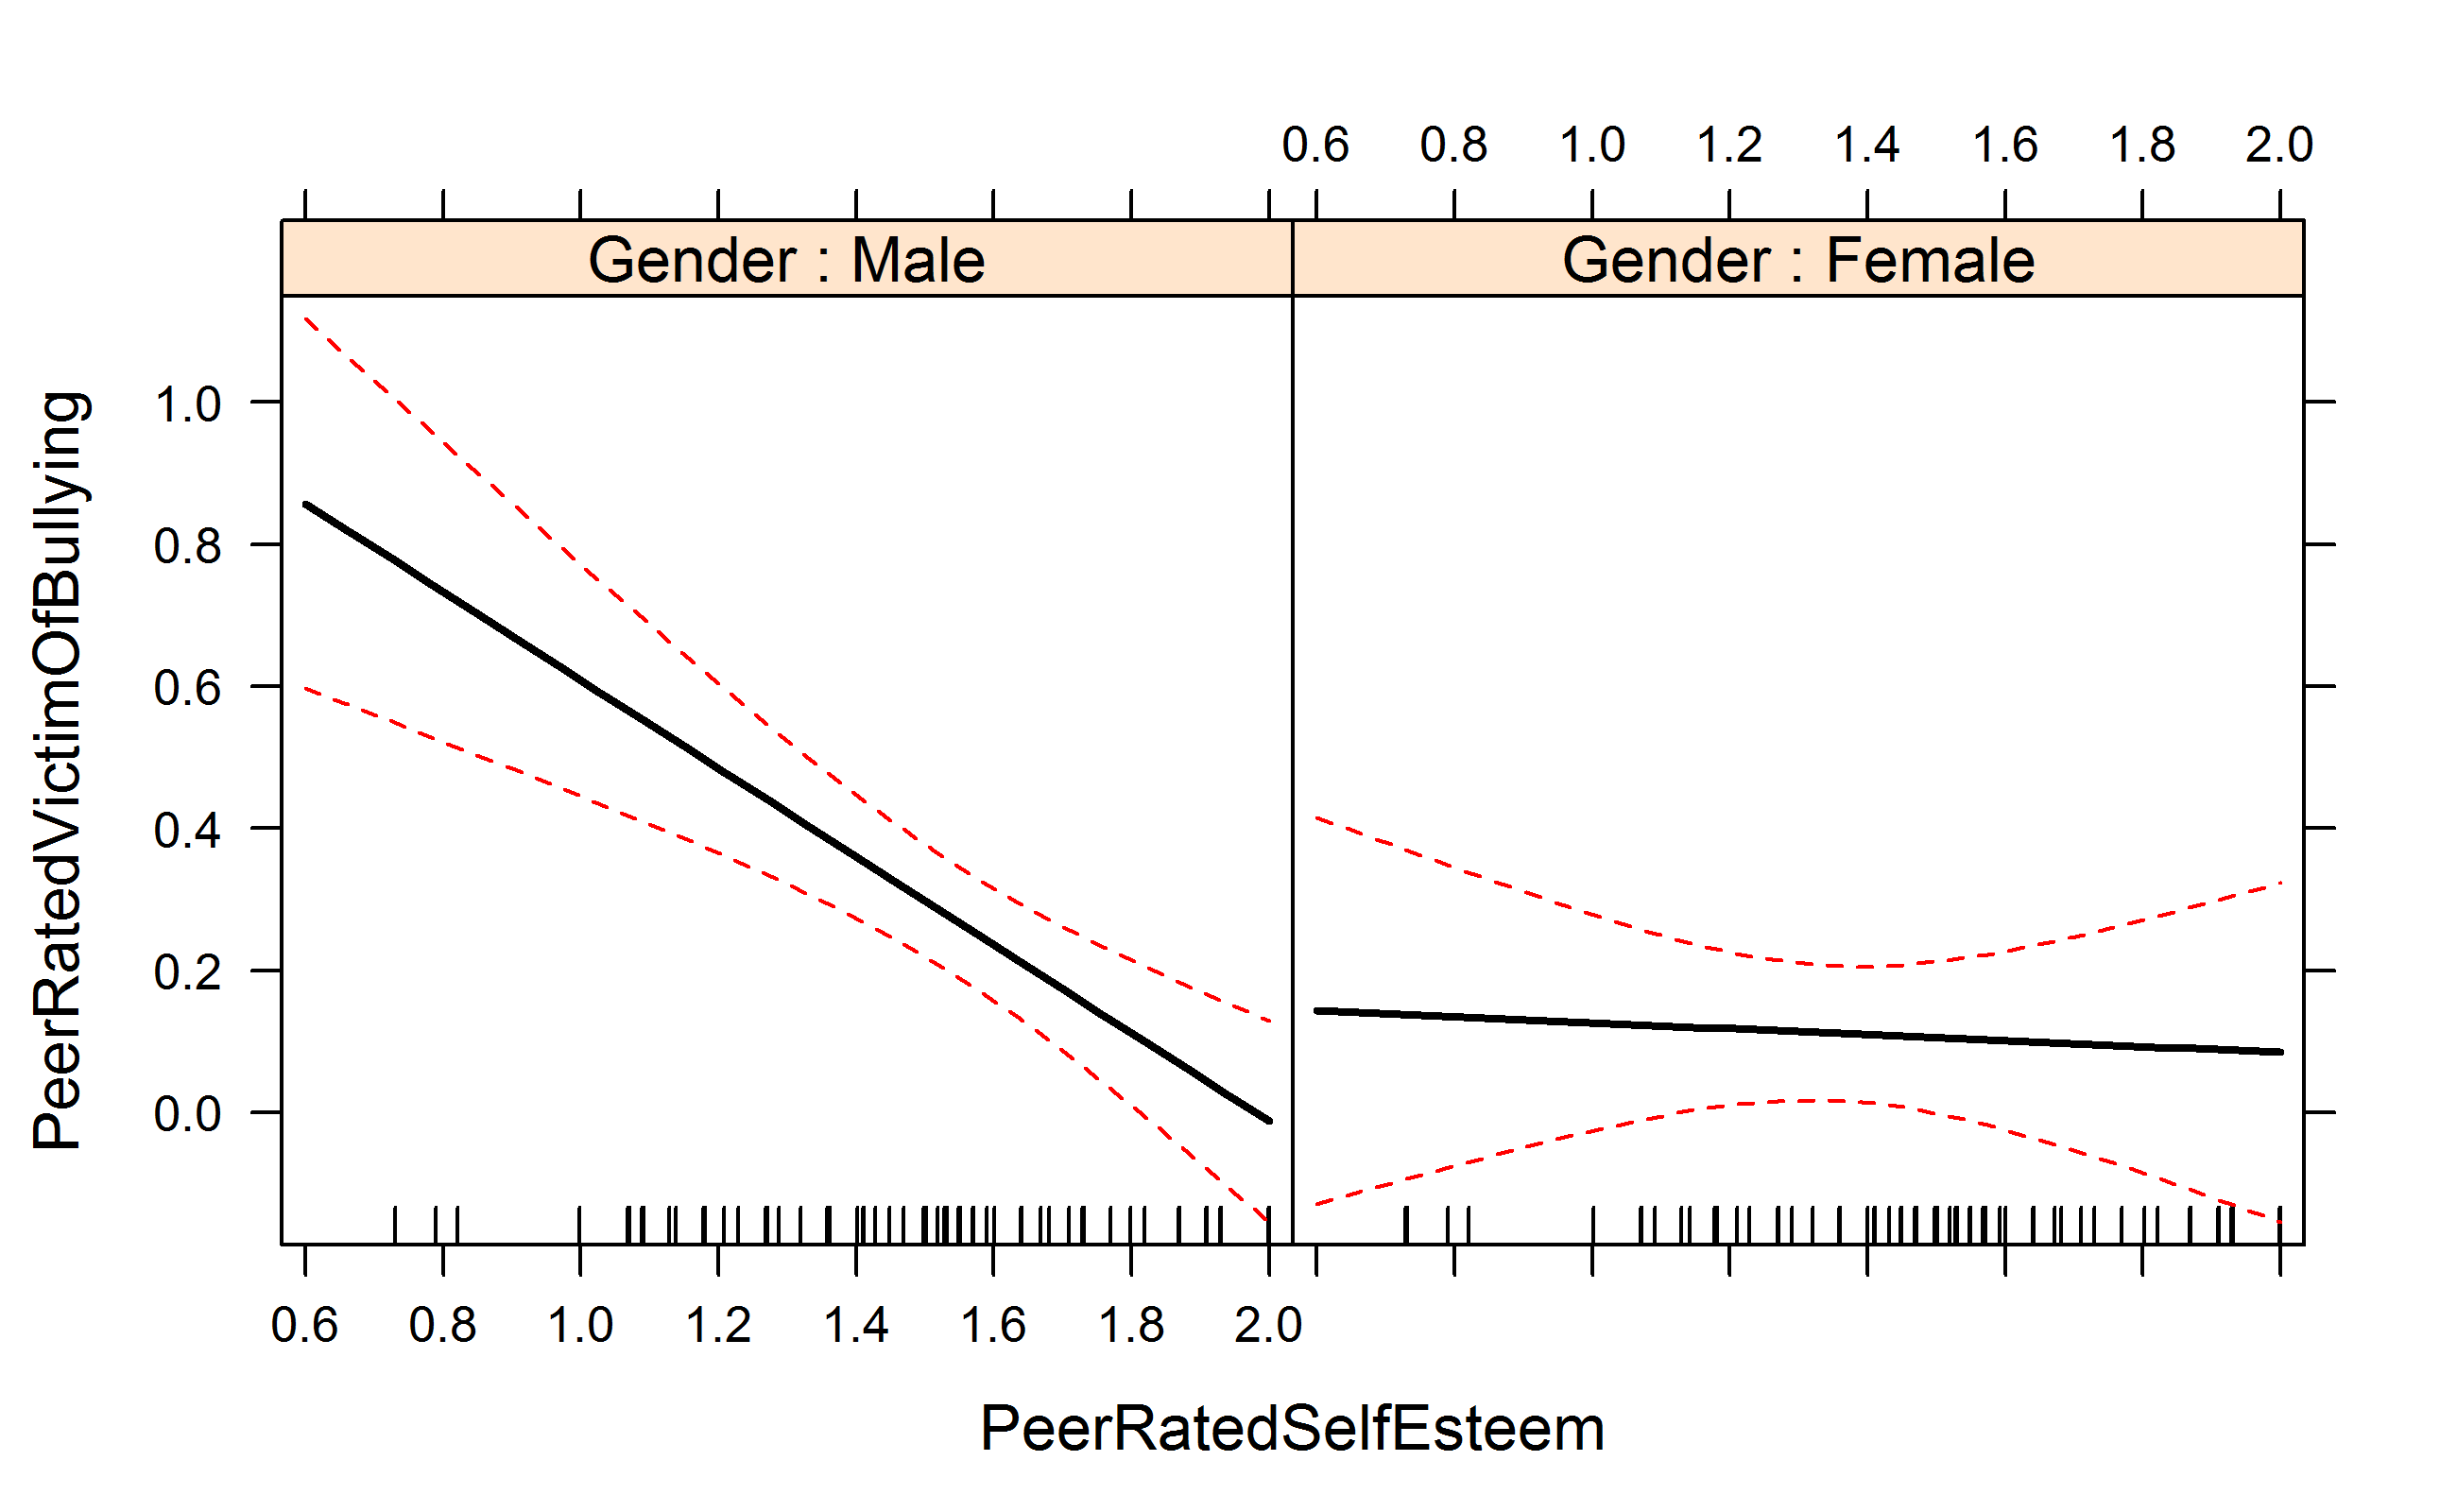 0.6 0.8 1.0 1.2 1.4 1.6 1.8 2.0
Gender : Male
Gender : Female
PeerRatedVictimOfBullying
1.0
0.8
0.6
0.4
0.2
0.0
0.6 0.8 1.0 1.2 1.4 1.6 1.8 2.0
PeerRatedSelfEsteem